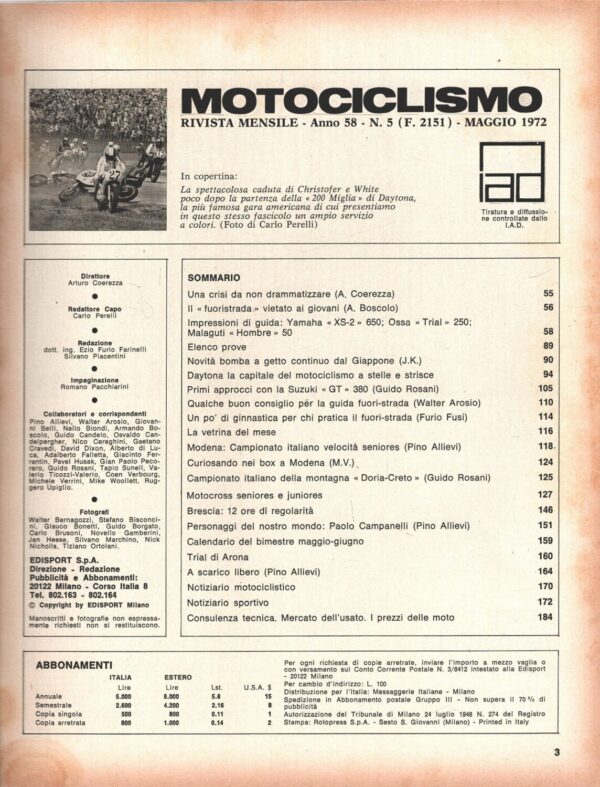 MOTOCICLISMO
RIVISTA MENSILE - Anno 58 - N. 5 (F. 2151) - MAGGIO 1972
In copertina:
La spettacolosa caduta di Christofer e White
poco dopo la partenza della « 200 Miglia » di Daytona,
la più famosa gara americana di cui presentiamo
in questo stesso fascicolo un ampio servizio
a colori. (Foto di Carlo Perelli)
iad
Tiratura e diffusio-
ne controllate dallo
I.A.D.
27
Direttore
Arturo Coerezza
Redattore Capo
Carlo Perelli
Redazione
dott. ing. Ezio Furio Farinelli
Silvano Piacentini
Impaginazione
Romano Pacchiarini
Collaboratori e corrispondenti
Pino Allievi, Walter Arosio, Giovan-
ni Belli, Nello Biondi, Armando Bo-
scolo, Guido Candelo, Osvaldo Can-
delpergher, Nico Cereghini, Gaetano
Cravedi, David Dixon, Alberto di Lu-
ca, Adalberto Falletta, Giacinto Fer-
rantin, Pavel Husak, Gian Paolo Peco-
raro, Guido Rosani, Tapio Suneli, Va-
lerio Ticozzi-Valerio, Coen Verbourg,
Michele Verrini, Mike Woollett, Rug-
gero Upiglio.
Fotografi
Walter Bernagozzi, Stefano Bisconci-
ni, Glauco Bonetti, Guido Borgato,
Carlo Brusoni, Novello Gamberini,
Jan Heese, Silvano Marchino, Nick
Nicholls, Tiziano Ortolani.
EDISPORT S.p.A.
Direzione - Redazione
Pubblicità e Abbonamenti:
20122 Milano - Corso Italia 8
Tel. 802.163 - 802.164
© Copyright by EDISPORT Milano
Manoscritti e fotografie non espressa-
mente richiesti non si restituiscono.
SOMMARIO
Una crisi da non drammatizzare (A. Coerezza) 55
Il « fuoristrada » vietato ai giovani (A. Boscolo) 56
Impressioni di guida: Yamaha « XS-2 » 650; Ossa « Trial » 250;
Malaguti « Hombre » 50 58
Elenco prove 89
Novità bomba a getto continuo dal Giappone (J.K.) 90
Daytona la capitale del motociclismo a stelle e strisce 94
Primi approcci con la Suzuki « GT » 380 (Guido Rosani) 105
Qualche buon consiglio per la guida fuori-strada (Walter Arosio) 110
Un po' di ginnastica per chi pratica il fuori-strada (Furio Fusi) 114
La vetrina del mese 116
Modena: Campionato italiano velocità seniores (Pino Allievi) 118
Curiosando nei box a Modena (M.V.) 124
Campionato italiano della montagna « Doria-Creto » (Guido Rosani) 125
Motocross seniores e juniores 127
Brescia: 12 ore di regolarità 146
Personaggi del nostro mondo: Paolo Campanelli (Pino Allievi) 151
Calendario del bimestre maggio-giugno 159
Trial di Arona 160
A scarico libero (Pino Allievi) 164
Notiziario motociclistico 170
Notiziario sportivo 172
Consulenza tecnica. Mercato dell'usato. I prezzi delle moto 184
ABBONAMENTI
ITALIA ESTERO
Lire Lire Lst. U.S.A. $
Annuale 5.000 6.000 5.6 15
Semestrale 2.600 4.200 2.16 8
Copia singola 500 800 0.11 1
Copia arretrata 800 1.000 0.14 2
Per ogni richiesta di copie arretrate, inviare l'importo a mezzo vaglia o
con versamento sul Conto Corrente Postale N. 3/8412 intestato alla Edisport
- 20122 Milano
Per cambio d'indirizzo: L. 100
Distribuzione per l'Italia: Messaggerie Italiane - Milano
Spedizione in Abbonamento postale Gruppo III - Non supera il 70 % di
pubblicità
Autorizzazione del Tribunale di Milano 24 luglio 1948 N. 274 del Registro
Stampa: Rotopress S.p.A. - Sesto S. Giovanni (Milano) - Printed in Italy
3